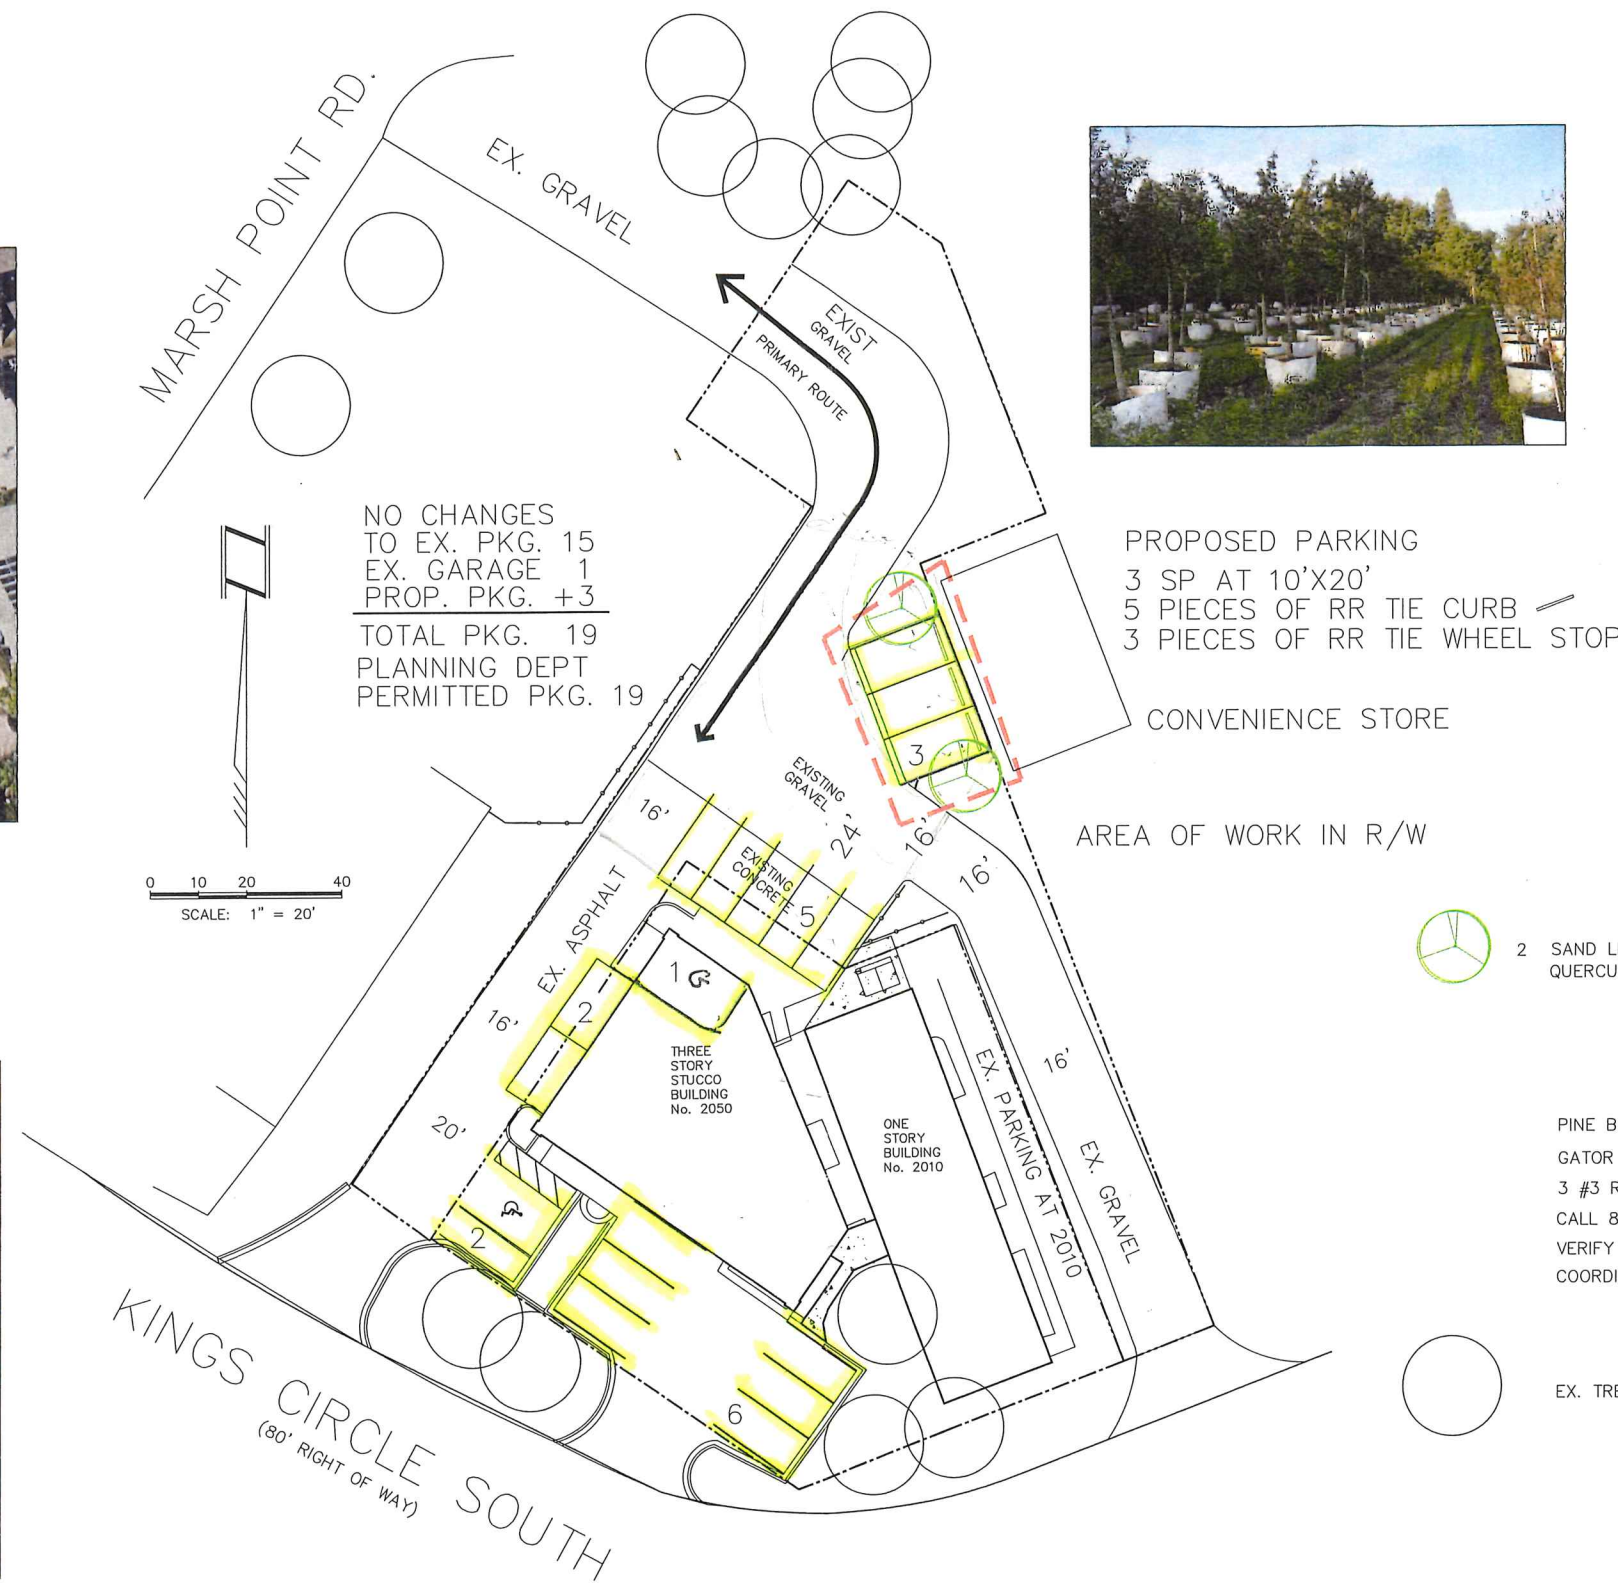 MARSH POINT RD.
EX. GRAVEL
EXIST
GRAVEL
PRIMARY ROUTE
NO CHANGES
TO EX. PKG. 15
EX. GARAGE 1
PROP. PKG. +3
TOTAL PKG. 19
PLANNING DEPT
PERMITTED PKG. 19
PROPOSED PARKING
3 SP AT 10'X20'
5 PIECES OF RR TIE CURB
3 PIECES OF RR TIE WHEEL STOP
CONVENIENCE STORE
3
EXISTING
GRAVEL
24'
16'
16'
16'
AREA OF WORK IN R/W
EXISTING
CONCRETE
5
0 10 20 40
SCALE: 1" = 20'
EX. ASPHALT
1
2
16'
20'
2
THREE
STORY
STUCCO
BUILDING
No. 2050
ONE
STORY
BUILDING
No. 2010
EX. PARKING AT 2010
16'
EX. GRAVEL
6
2 SAND L
QUERCU
PINE B
GATOR
3 #3 R
CALL 8
VERIFY
COORDI
EX. TRE
KINGS CIRCLE SOUTH
(80' RIGHT OF WAY)